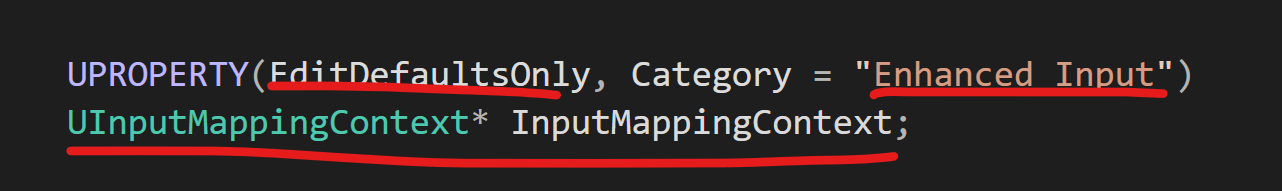 UPROPERTY(EditDefaultsOnly, Category = "Enhanced Input")
UInputMappingContext* InputMappingContext;